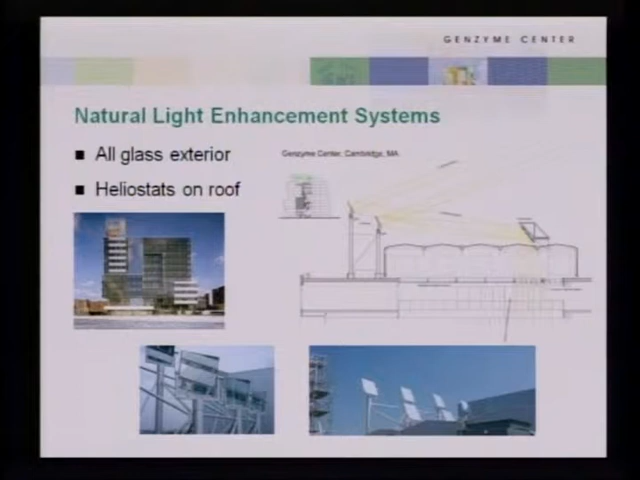 GENZYME CENTER
Natural Light Enhancement Systems
All glass exterior
Genzyme Center, Cambridge, MA
Heliostats on roof